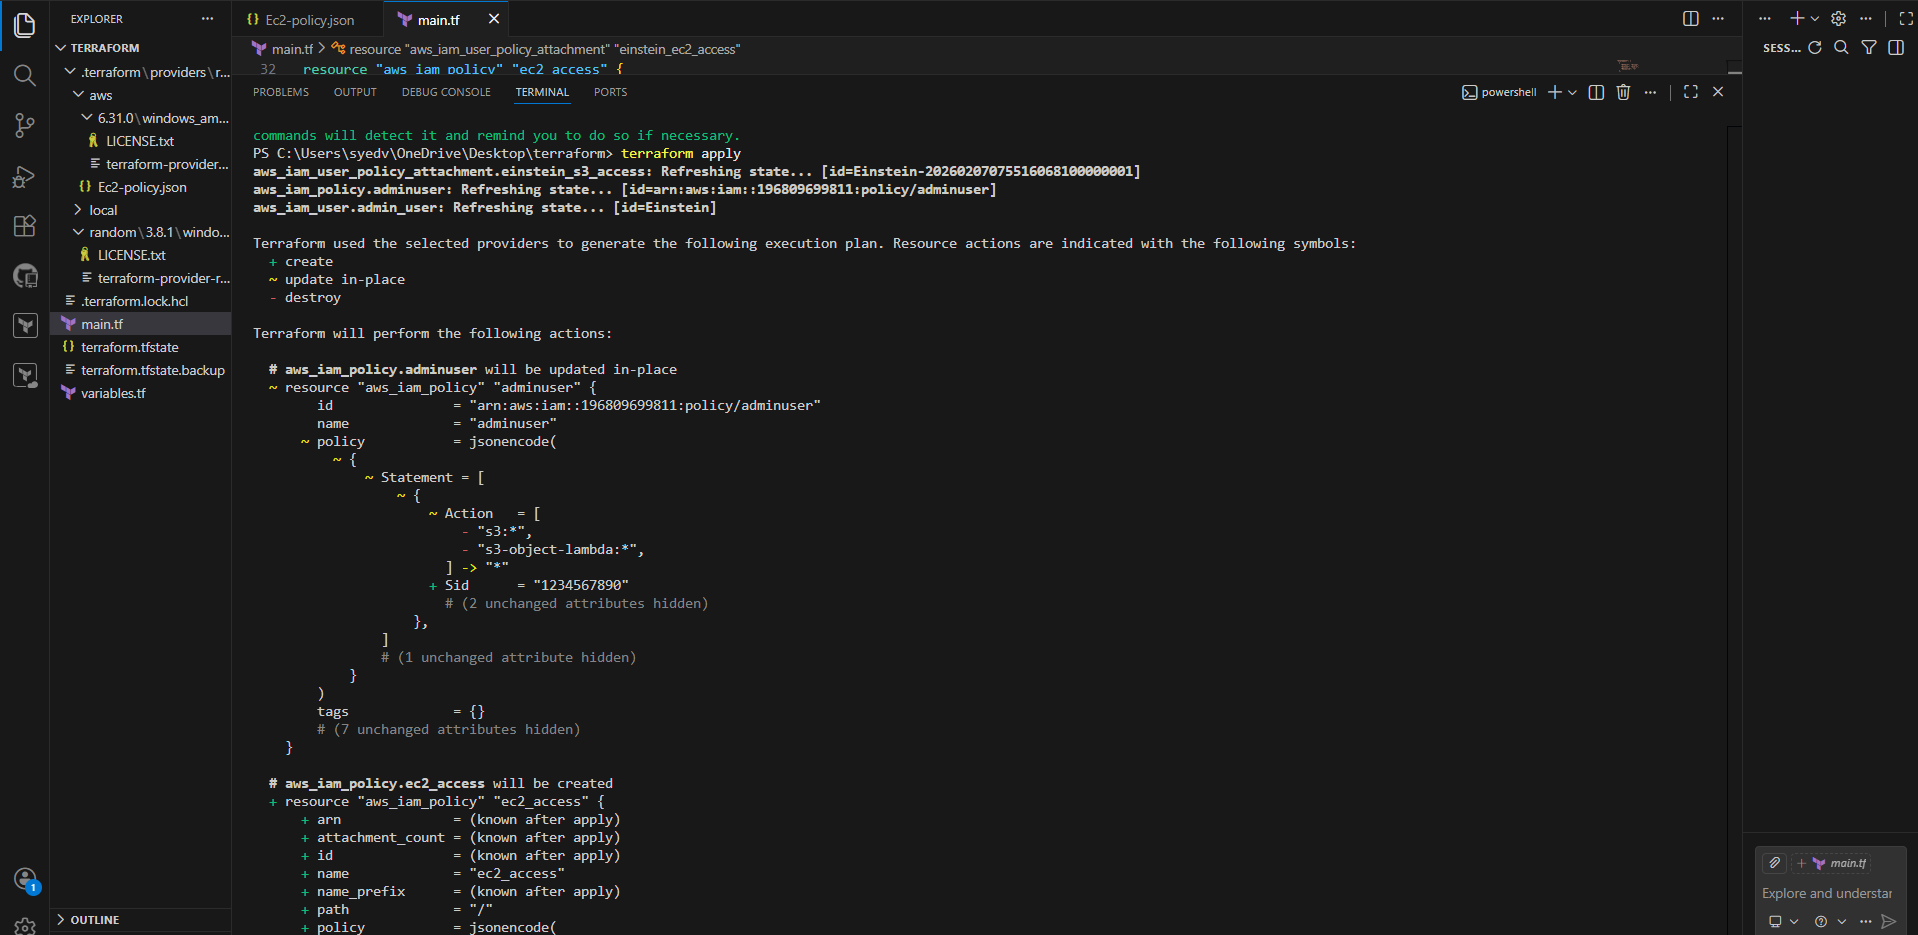 EXPLORER
TERRAFORM
.terraform\providers\r...
aws
6.31.0\windows_am...
LICENSE.txt
terraform-provider...
Ec2-policy.json
local
random\3.8.1\windo...
LICENSE.txt
terraform-provider-r...
.terraform.lock.hcl
main.tf
terraform.tfstate
terraform.tfstate.backup
variables.tf
OUTLINE
1
Ec2-policy.json
main.tf
main.tf > resource "aws_iam_user_policy_attachment" "einstein_ec2_access"
32 resource "aws_iam_policy" "ec2_access" {
PROBLEMS OUTPUT DEBUG CONSOLE TERMINAL PORTS
powershell
commands will detect it and remind you to do so if necessary.
PS C:\Users\syedv\OneDrive\Desktop\terraform> terraform apply
aws_iam_user_policy_attachment.einstein_s3_access: Refreshing state... [id=Einstein-20260207075516068100000001]
aws_iam_policy.adminuser: Refreshing state... [id=arn:aws:iam::196809699811:policy/adminuser]
aws_iam_user.admin_user: Refreshing state... [id=Einstein]
Terraform used the selected providers to generate the following execution plan. Resource actions are indicated with the following symbols:
+ create
~ update in-place
- destroy
Terraform will perform the following actions:
# aws_iam_policy.adminuser will be updated in-place
~ resource "aws_iam_policy" "adminuser" {
id = "arn:aws:iam::196809699811:policy/adminuser"
name = "adminuser"
~ policy = jsonencode(
~ {
~ Statement = [
~ {
~ Action = [
- "s3:*",
- "s3-object-lambda:*",
] -> "*"
+ Sid = "1234567890"
# (2 unchanged attributes hidden)
},
]
# (1 unchanged attribute hidden)
}
)
tags = {}
# (7 unchanged attributes hidden)
}
# aws_iam_policy.ec2_access will be created
+ resource "aws_iam_policy" "ec2_access" {
+ arn = (known after apply)
+ attachment_count = (known after apply)
+ id = (known after apply)
+ name = "ec2_access"
+ name_prefix = (known after apply)
+ path = "/"
+ policy = jsonencode(
SESS...
+ main.tf
Explore and understar